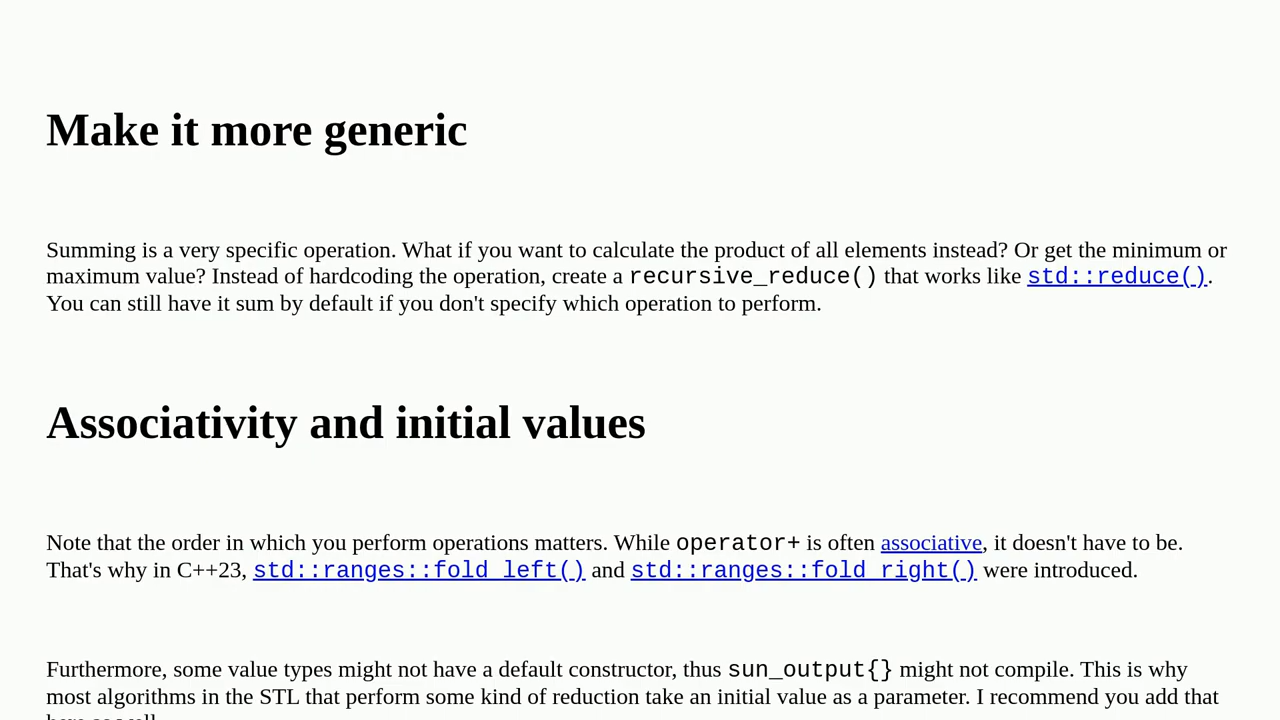 Make it more generic
Summing is a very specific operation. What if you want to calculate the product of all elements instead? Or get the minimum or
maximum value? Instead of hardcoding the operation, create a recursive_reduce() that works like std::reduce().
You can still have it sum by default if you don't specify which operation to perform.
Associativity and initial values
Note that the order in which you perform operations matters. While operator+ is often associative, it doesn't have to be.
That's why in C++23, std::ranges::fold_left() and std::ranges::fold_right() were introduced.
Furthermore, some value types might not have a default constructor, thus sun_output{} might not compile. This is why
most algorithms in the STL that perform some kind of reduction take an initial value as a parameter. I recommend you add that